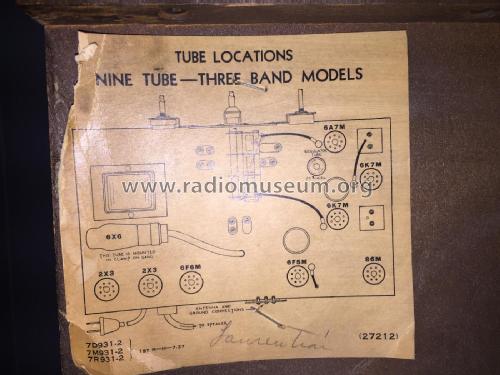 TUBE LOCATIONS
NINE TUBE—THREE BAND MODELS
6A7M
6K7M
www.radiomuseum.org
6K7M
6X6
THIS TUBE IS MOUNTED
IN CLAMP ON BAND
2X3
2X3
6F6M
6F5M
86M
ANTENNA AND
GROUND CONNECTIONS
TO SPEAKER
7D931-2
7M931-2
7R931-2
(27212)